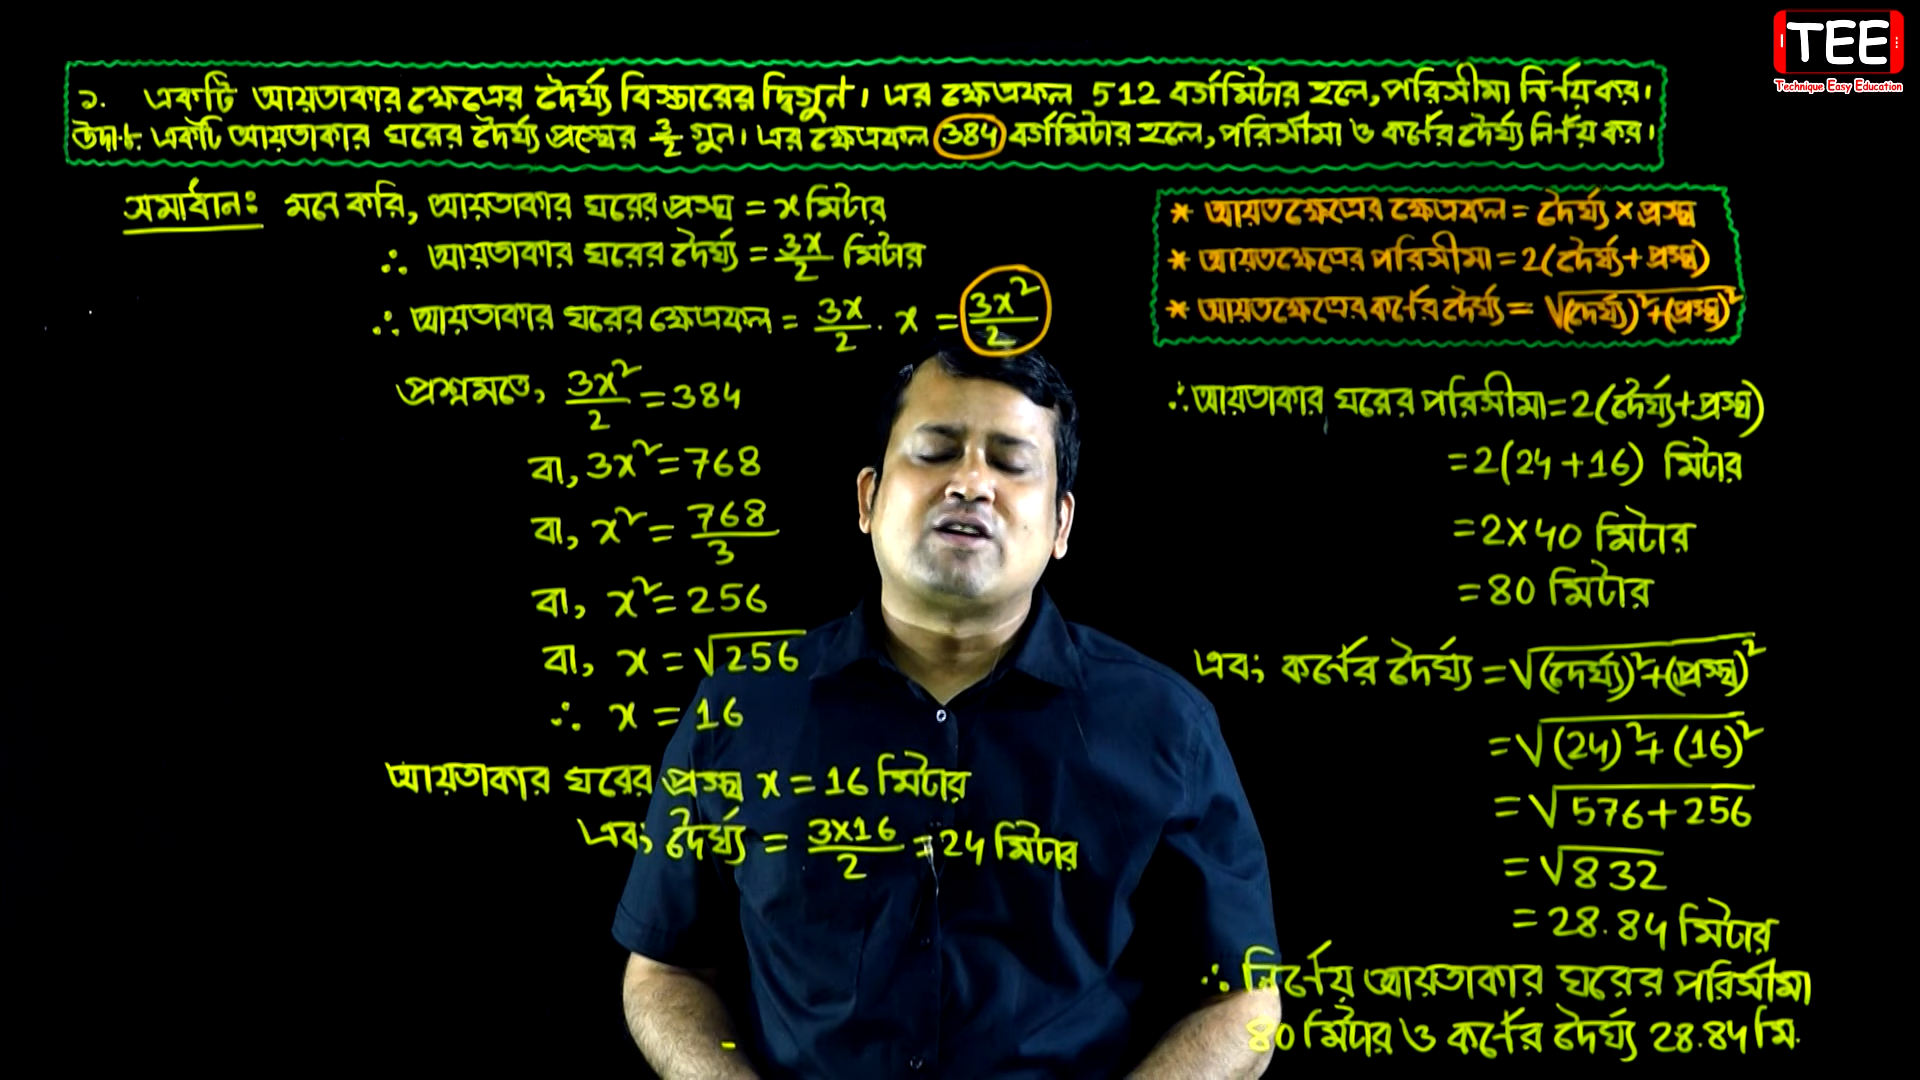 TEE
Technique Easy Education
১. একটি আয়তাকার ক্ষেত্রের দৈর্ঘ্য বিস্তারের দ্বিগুন। এর ক্ষেত্রফল 512 বর্গমিটার হলে, পরিসীমা নির্ণয় কর।
উদা-৮. একটি আয়তাকার ঘরের দৈর্ঘ্য প্রস্থের 3/2 গুন। এর ক্ষেত্রফল 384 বর্গমিটার হলে, পরিসীমা ও কর্ণের দৈর্ঘ্য নির্ণয় কর।
সমাধান: মনে করি, আয়তাকার ঘরের প্রস্থ = x মিটার
∴ আয়তাকার ঘরের দৈর্ঘ্য = 3x/2 মিটার
∴ আয়তাকার ঘরের ক্ষেত্রফল = 3x/2 . x = 3x²/2
প্রশ্নমতে, 3x²/2 = 384
বা, 3x² = 768
বা, x² = 768/3
বা, x² = 256
বা, x = √256
∴ x = 16
আয়তাকার ঘরের প্রস্থ x = 16 মিটার
এবং দৈর্ঘ্য = 3×16/2 = 24 মিটার
* আয়তক্ষেত্রের ক্ষেত্রফল = দৈর্ঘ্য × প্রস্থ
* আয়তক্ষেত্রের পরিসীমা = 2(দৈর্ঘ্য + প্রস্থ)
* আয়তক্ষেত্রের কর্ণের দৈর্ঘ্য = √(দৈর্ঘ্য)²+(প্রস্থ)²
∴ আয়তাকার ঘরের পরিসীমা = 2(দৈর্ঘ্য + প্রস্থ)
= 2(24+16) মিটার
= 2×40 মিটার
= 80 মিটার
এবং কর্ণের দৈর্ঘ্য = √(দৈর্ঘ্য)²+(প্রস্থ)²
= √(24)²+(16)²
= √576+256
= √832
= 28.84 মিটার
∴ নির্ণেয় আয়তাকার ঘরের পরিসীমা
80 মিটার ও কর্ণের দৈর্ঘ্য 28.84 মি.